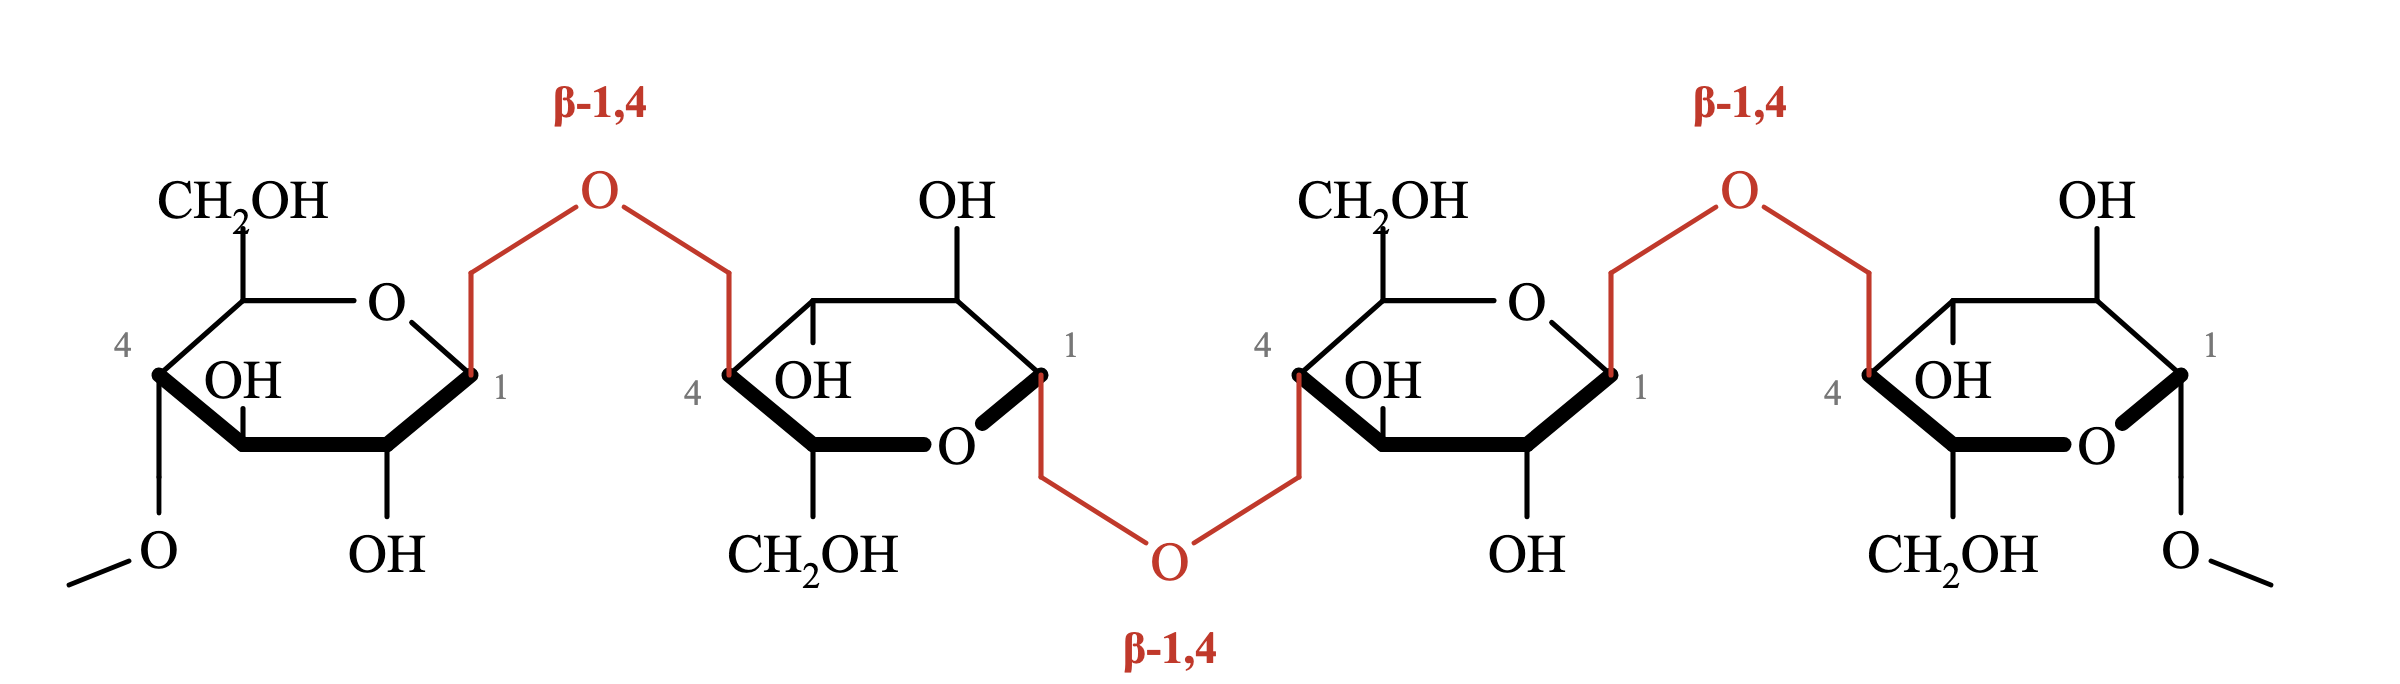 β-1,4 β-1,4
O O
CH₂OH OH CH₂OH OH
O O
4 1 4 1
OH 1 4 OH OH 1 4 OH
O O
O OH CH₂OH O OH CH₂OH O
β-1,4